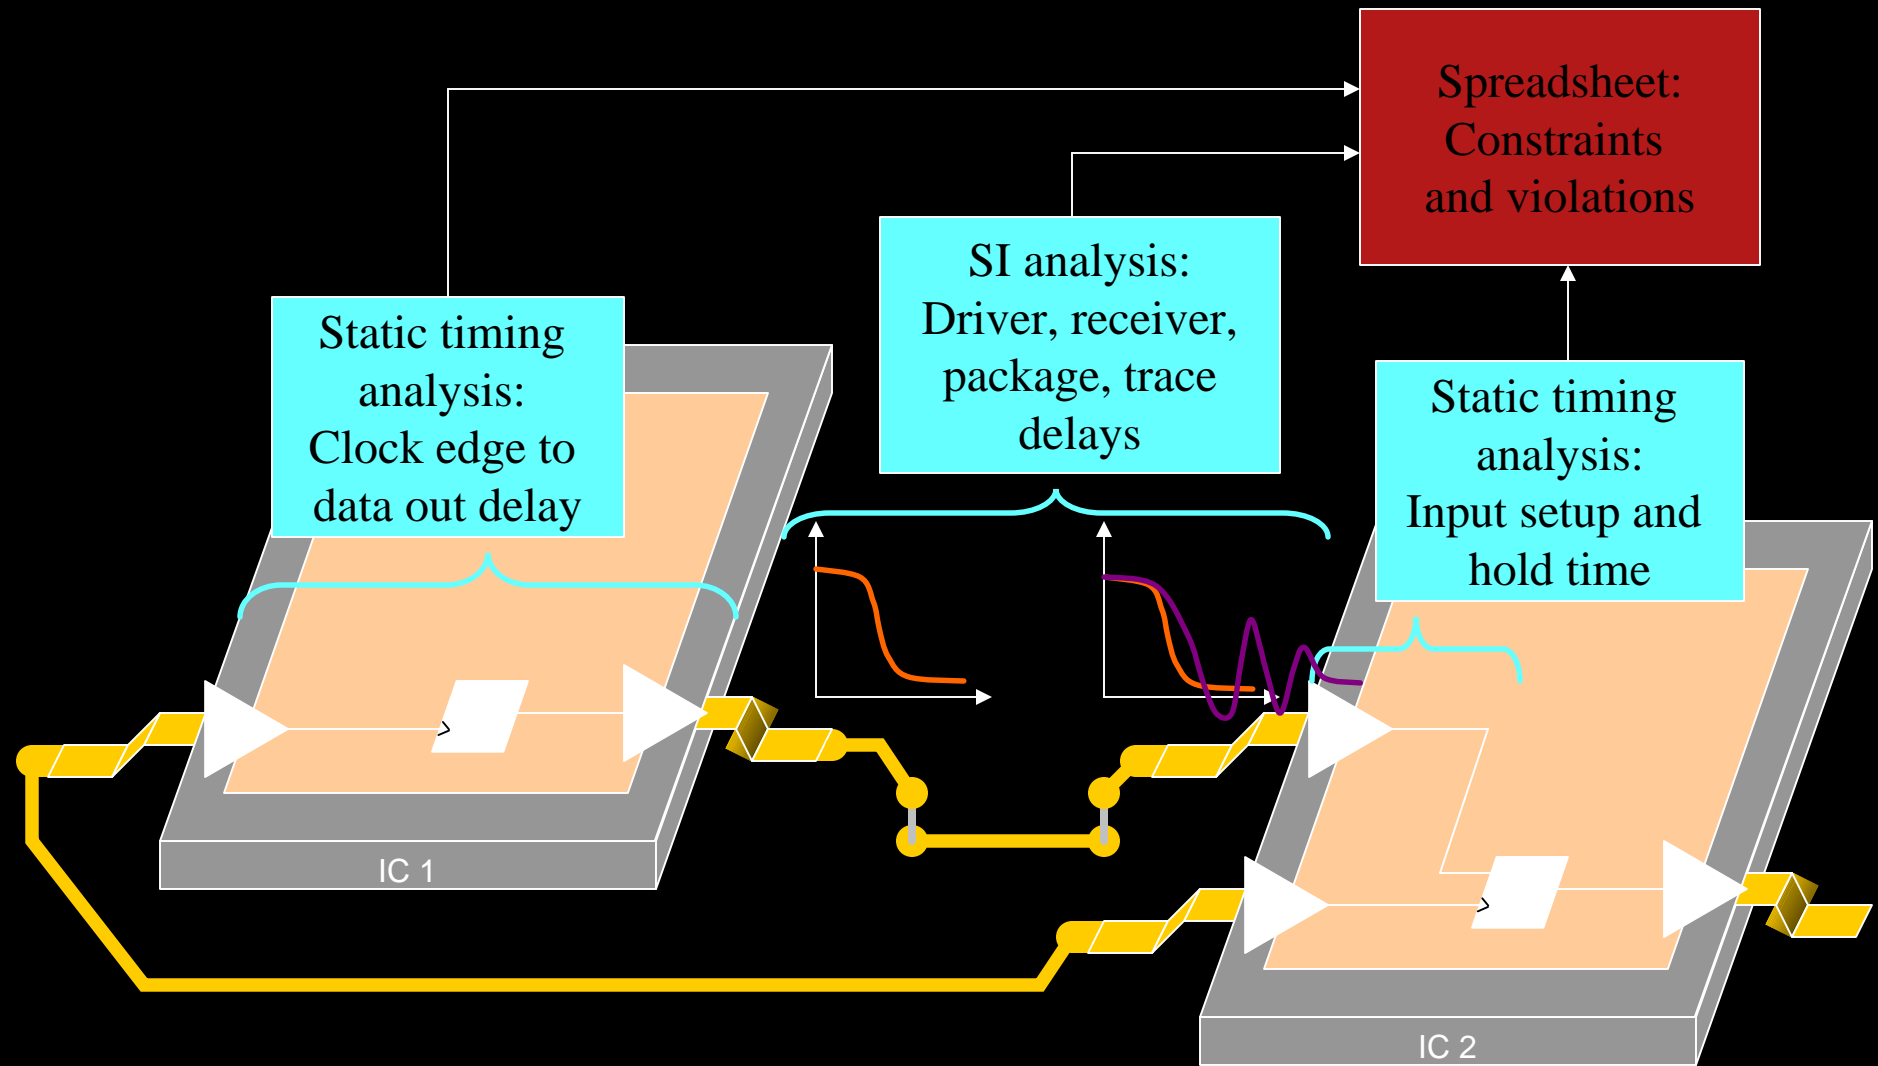 Spreadsheet:
Constraints
and violations
SI analysis:
Driver, receiver,
package, trace
delays
Static timing
analysis:
Clock edge to
data out delay
Static timing
analysis:
Input setup and
hold time
IC 1
IC 2